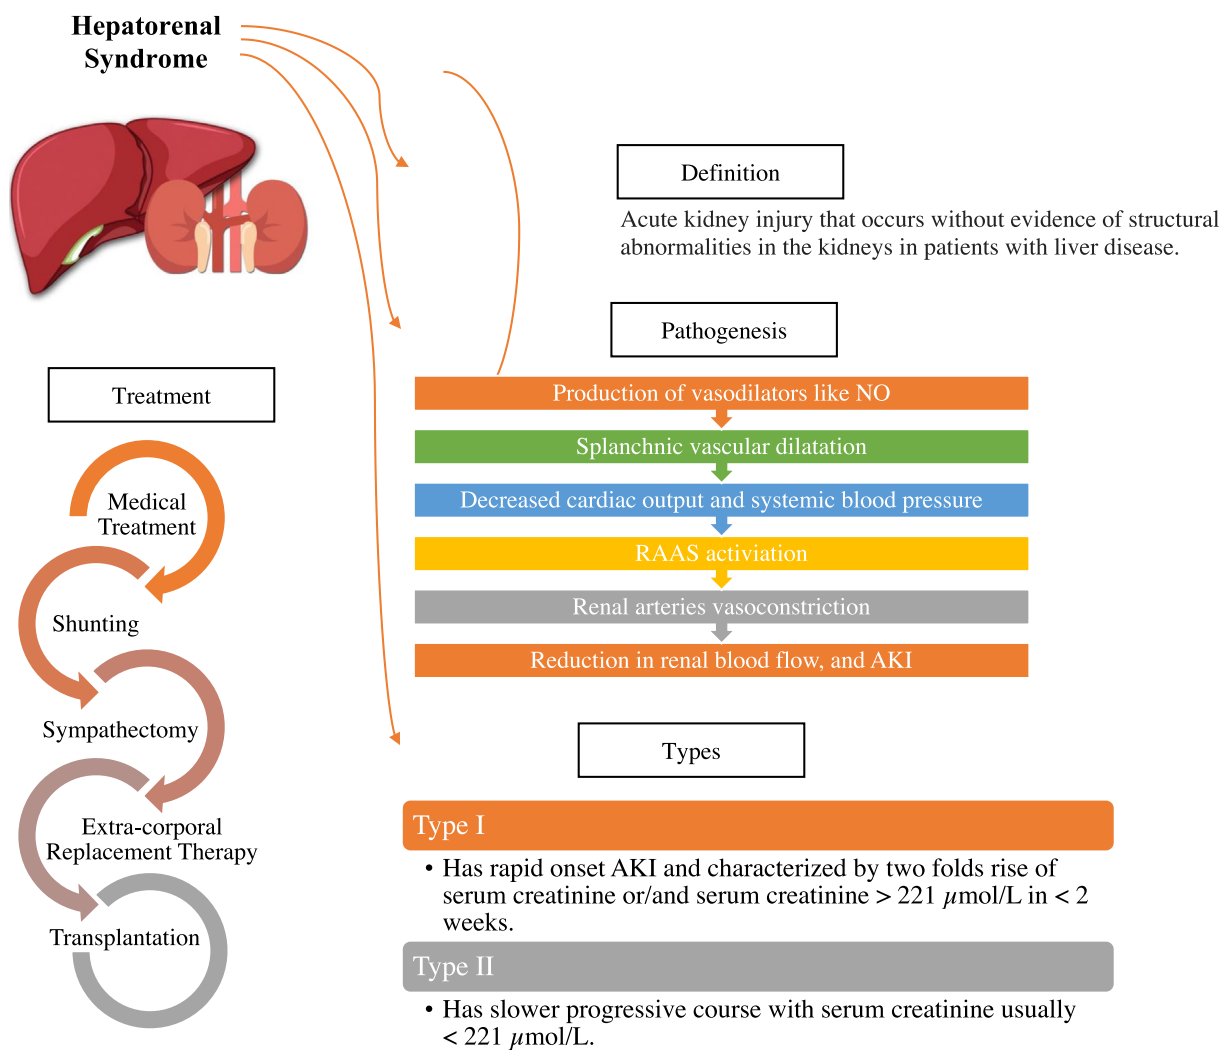 Hepatorenal
Syndrome
Definition
Acute kidney injury that occurs without evidence of structural
abnormalities in the kidneys in patients with liver disease.
Pathogenesis
Production of vasodilators like NO
Splanchnic vascular dilatation
Decreased cardiac output and systemic blood pressure
RAAS activiation
Renal arteries vasoconstriction
Reduction in renal blood flow, and AKI
Types
Type I
• Has rapid onset AKI and characterized by two folds rise of
serum creatinine or/and serum creatinine > 221 µmol/L in < 2
weeks.
Type II
• Has slower progressive course with serum creatinine usually
< 221 µmol/L.
Treatment
Medical
Treatment
Shunting
Sympathectomy
Extra-corporal
Replacement Therapy
Transplantation